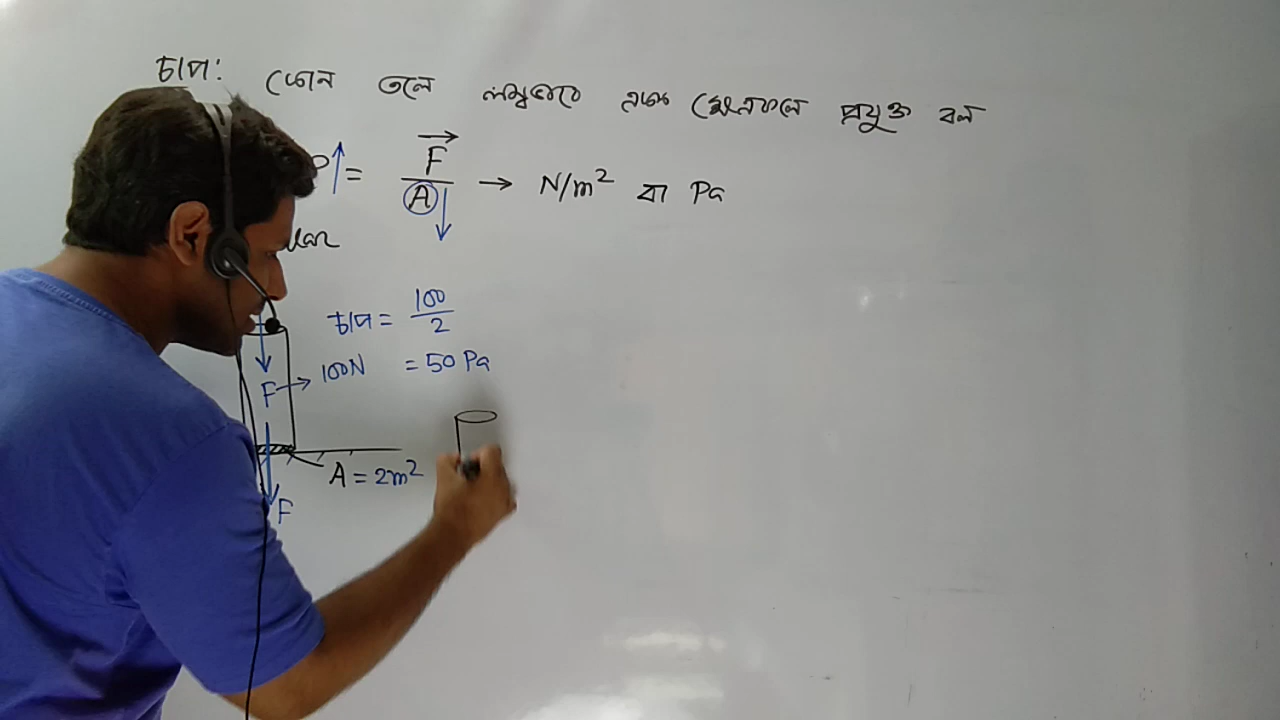 চাপ: কোন তলে লম্বভাবে একক ক্ষেত্রফলে প্রযুক্ত বল
P↑ = F⃗/A↓ → N/m² বা Pa
চাপ = 100/2
F → 100N = 50 Pa
A = 2m²
F